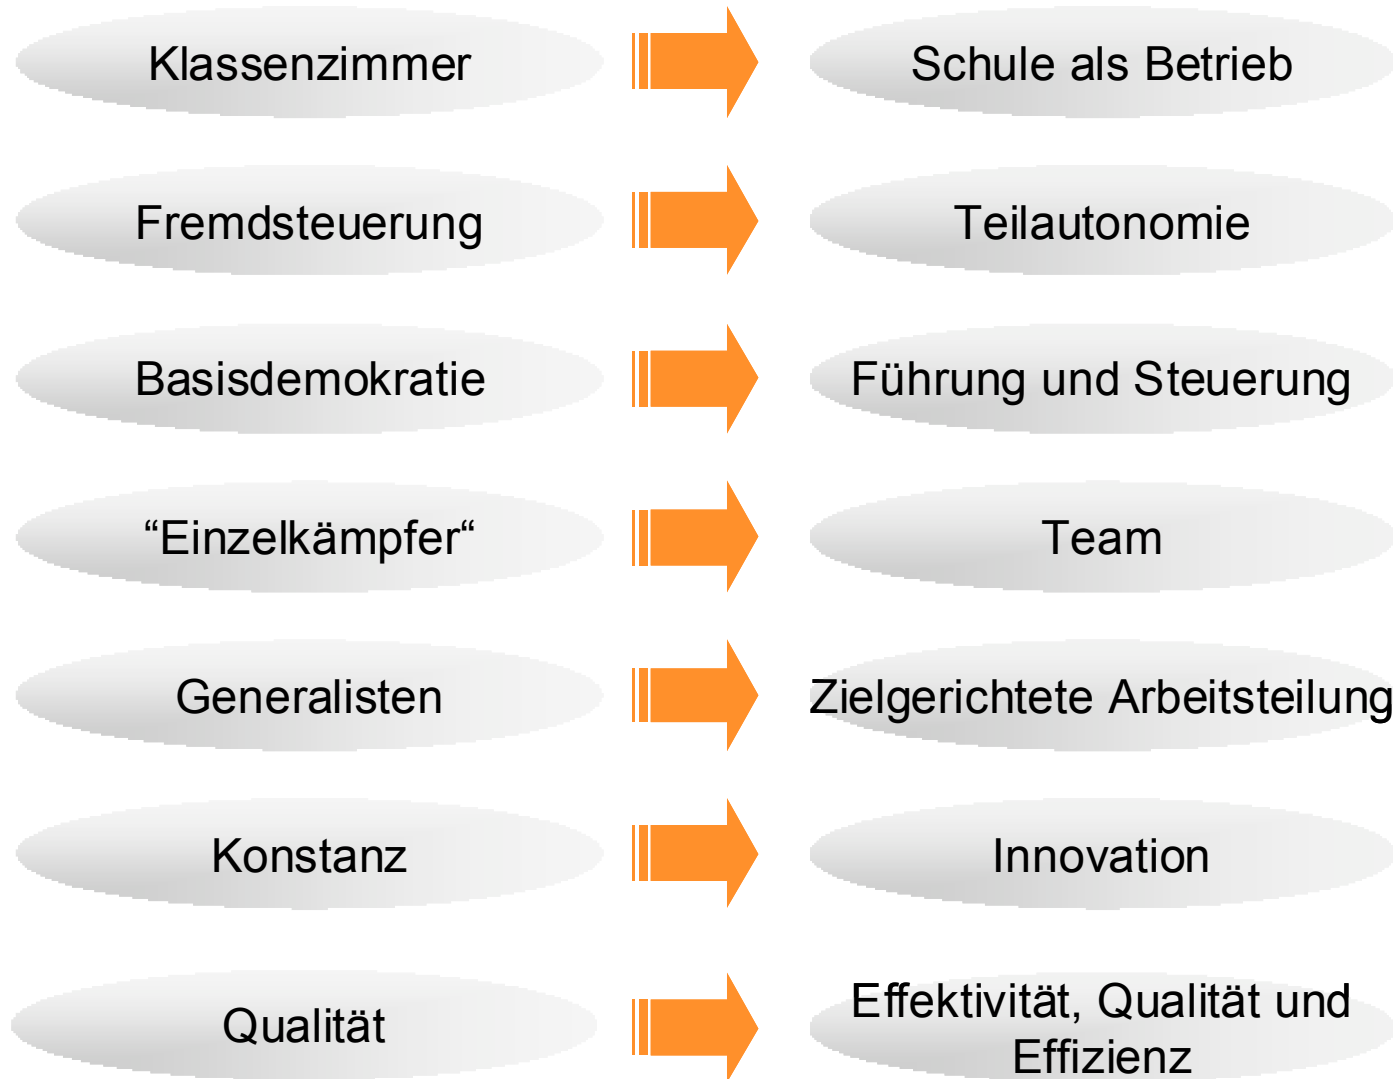 Klassenzimmer
Schule als Betrieb
Fremdsteuerung
Teilautonomie
Basisdemokratie
Führung und Steuerung
“Einzelkämpfer“
Team
Generalisten
Zielgerichtete Arbeitsteilung
Konstanz
Innovation
Qualität
Effektivität, Qualität und
Effizienz